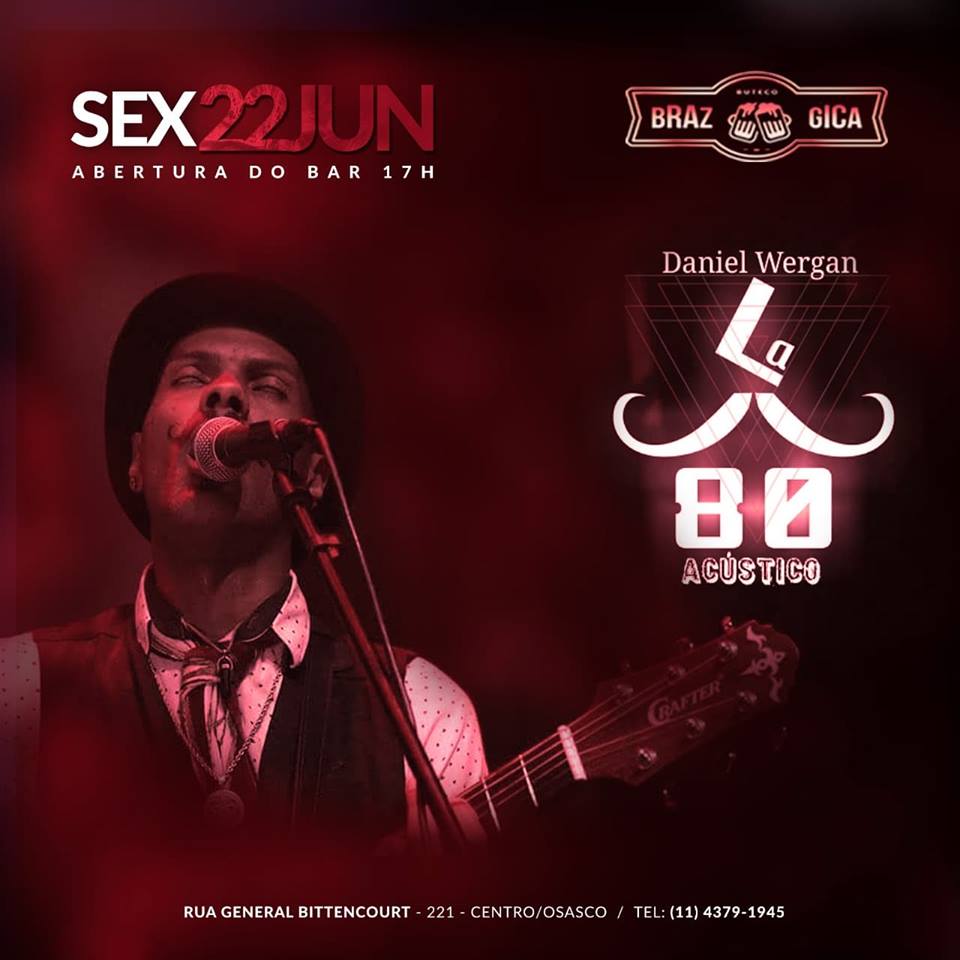 SEX 22 JUN
ABERTURA DO BAR 17H
BUTECO
BRAZ GICA
Daniel Wergan
La
80
ACÚSTICO
CRAFTER
RUA GENERAL BITTENCOURT - 221 - CENTRO/OSASCO / TEL: (11) 4379-1945